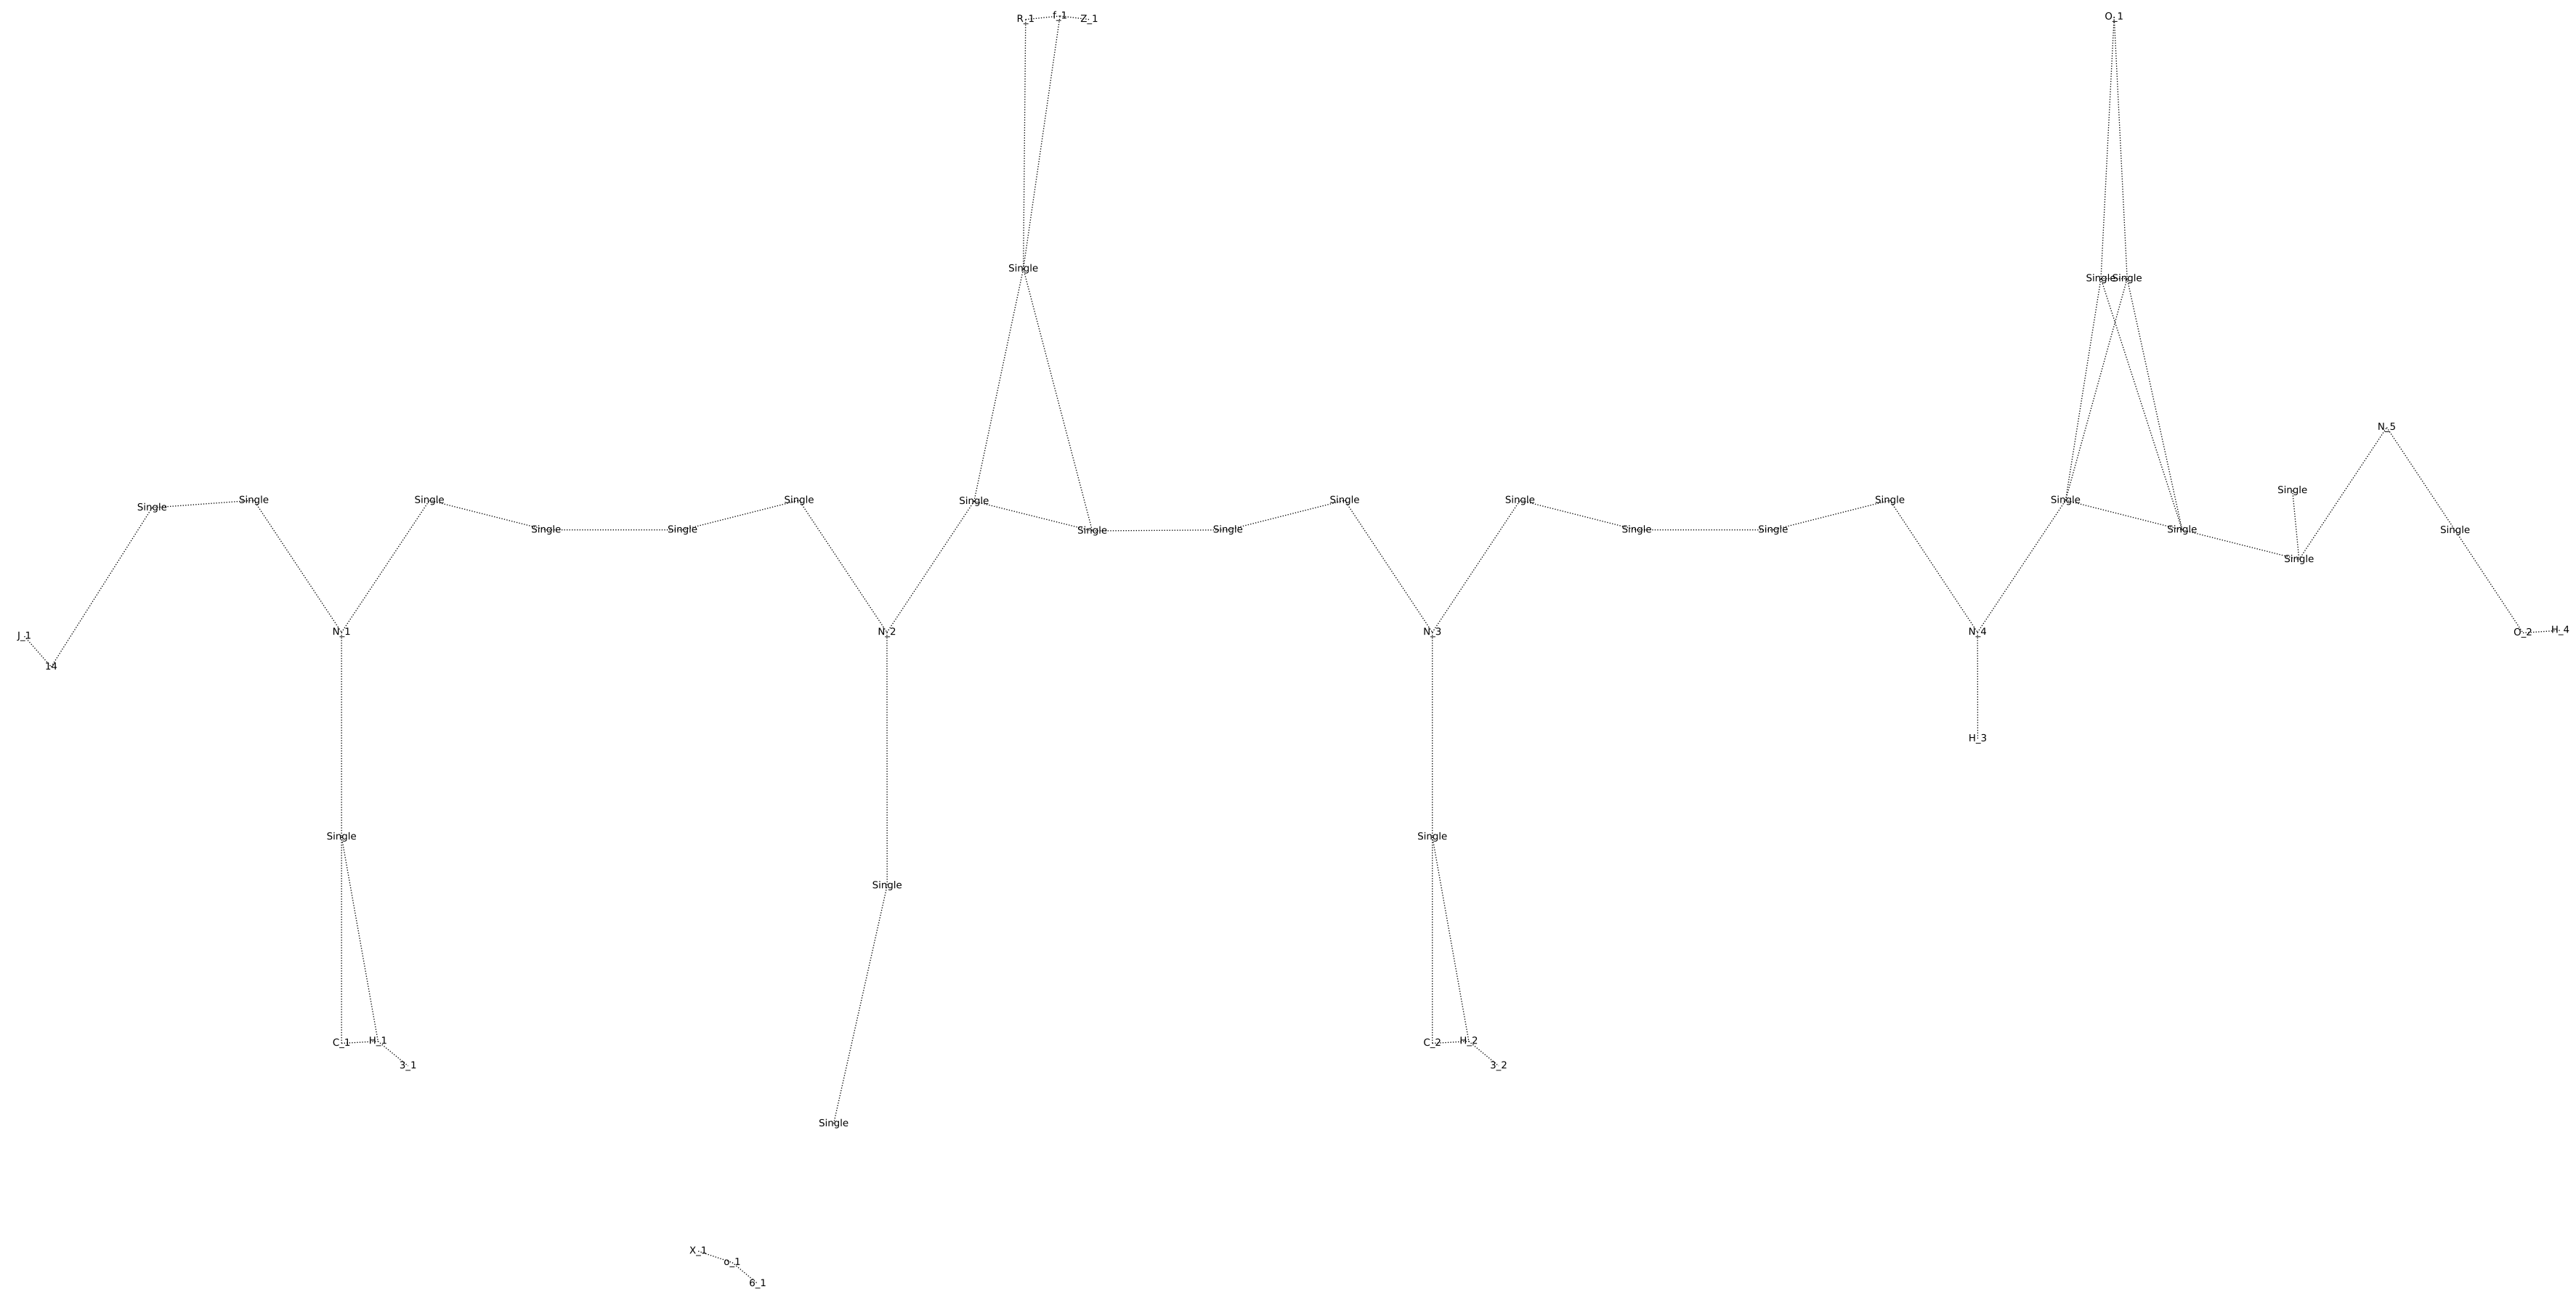 R_1 f_1 Z_1 O_1
Single
Single Single
N_5
Single
Single Single Single Single Single Single Single Single Single
Single Single Single Single Single Single Single Single
Single
J_1 N_1 N_2 N_3 N_4 O_2 H_4
14
H_3
Single Single
Single
C_1 H_1 C_2 H_2
3_1 3_2
Single
X_1
o_1
6_1